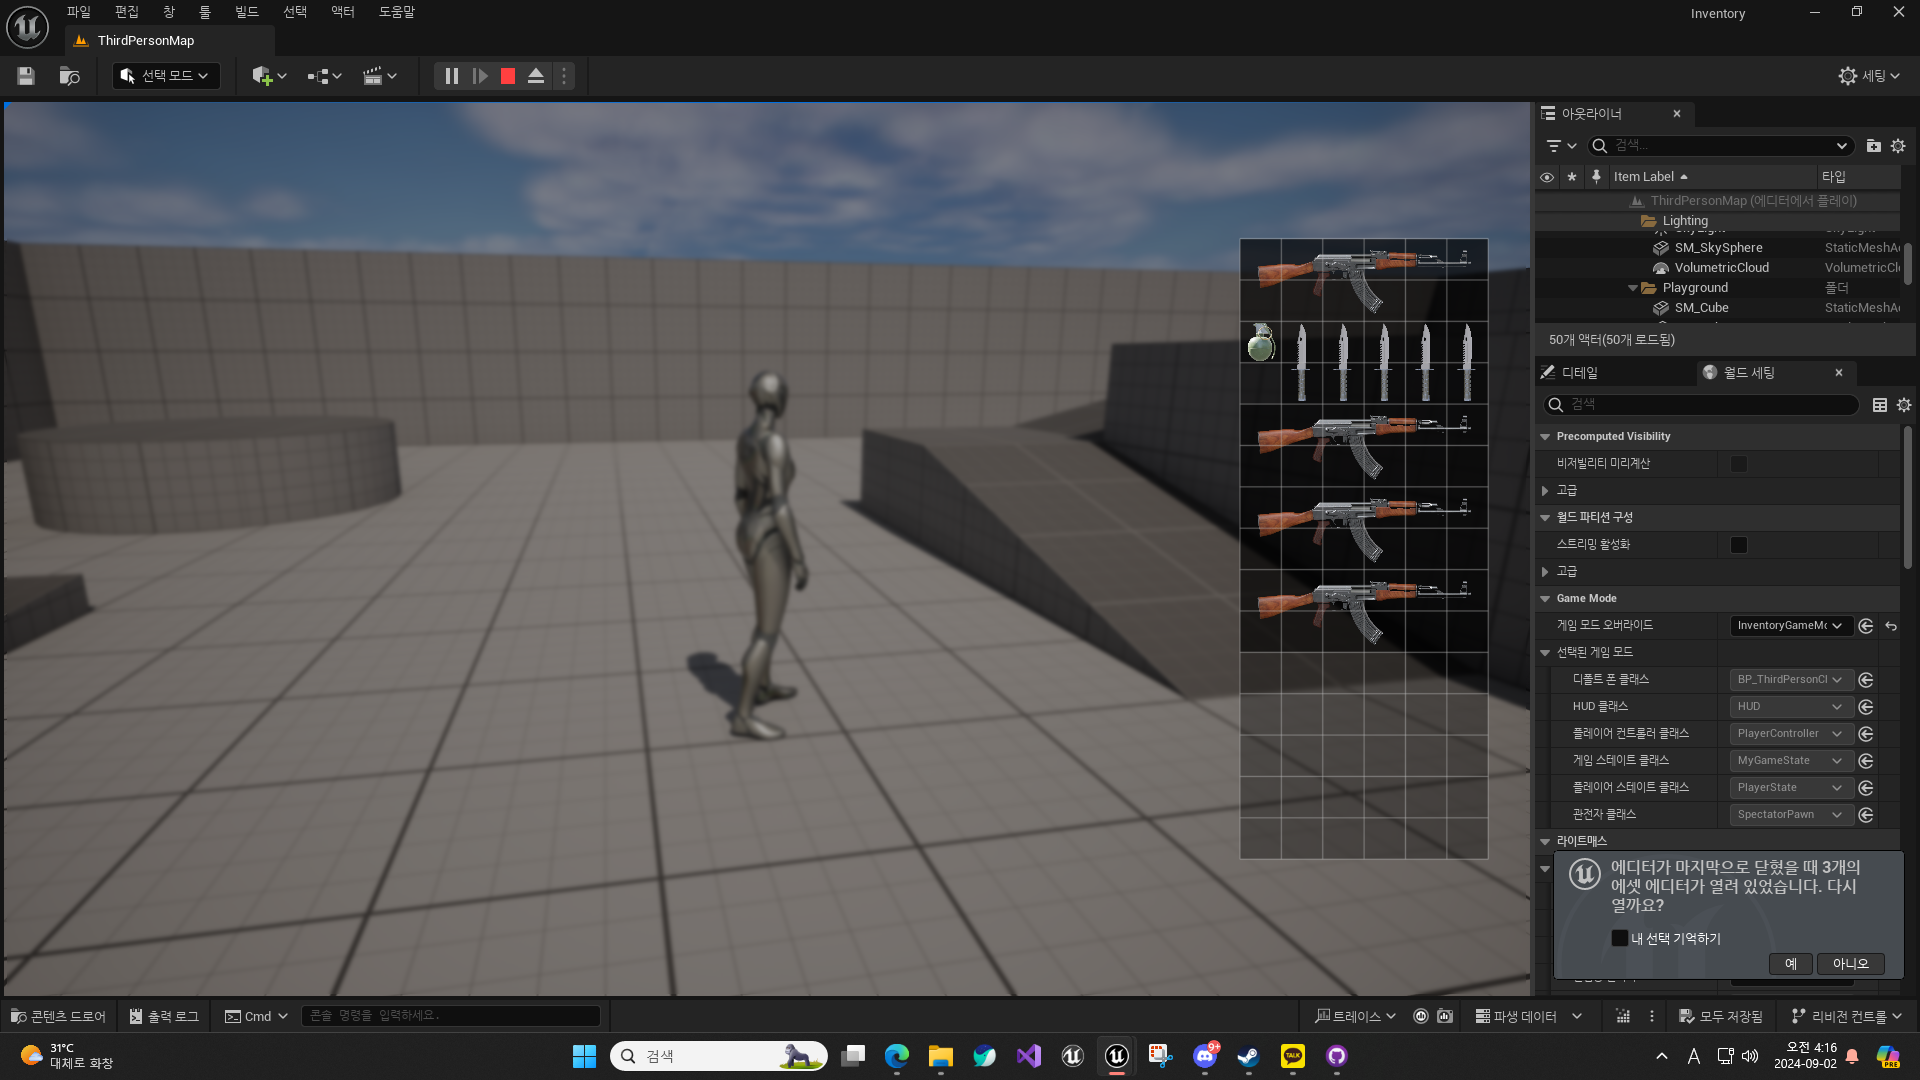 파일 편집 창 툴 빌드 선택 액터 도움말
Inventory
ThirdPersonMap
선택 모드
세팅
아웃라이너
검색...
Item Label
타입
ThirdPersonMap (에디터에서 플레이)
Lighting
SM_SkySphere StaticMeshAc
VolumetricCloud VolumetricCl
Playground 폴더
SM_Cube StaticMeshAc
50개 액터(50개 로드됨)
디테일
월드 세팅
검색
Precomputed Visibility
비저빌리티 미리계산
고급
월드 파티션 구성
스트리밍 활성화
고급
Game Mode
게임 모드 오버라이드 InventoryGameMo
선택된 게임 모드
디폴트 폰 클래스 BP_ThirdPersonCl
HUD 클래스 HUD
플레이어 컨트롤러 클래스 PlayerController
게임 스테이트 클래스 MyGameState
플레이어 스테이트 클래스 PlayerState
관전자 클래스 SpectatorPawn
라이트매스
에디터가 마지막으로 닫혔을 때 3개의
에셋 에디터가 열려 있었습니다. 다시
열까요?
내 선택 기억하기
예 아니오
콘텐츠 드로어
출력 로그
Cmd
콘솔 명령을 입력하세요.
트레이스
파생 데이터
모두 저장됨
리비전 컨트롤
31°C
대체로 화창
검색
9+
TALK
A
오전 4:16
2024-09-02
PRE